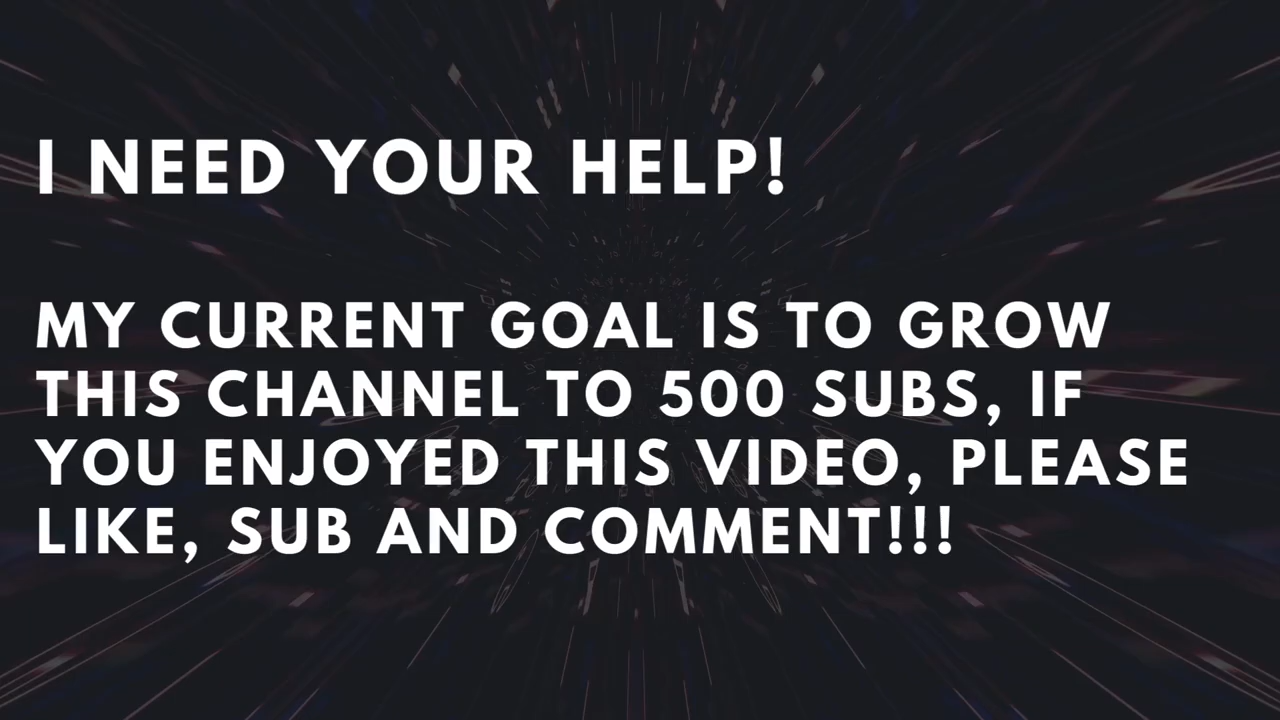 I NEED YOUR HELP!
MY CURRENT GOAL IS TO GROW
THIS CHANNEL TO 500 SUBS, IF
YOU ENJOYED THIS VIDEO, PLEASE
LIKE, SUB AND COMMENT!!!